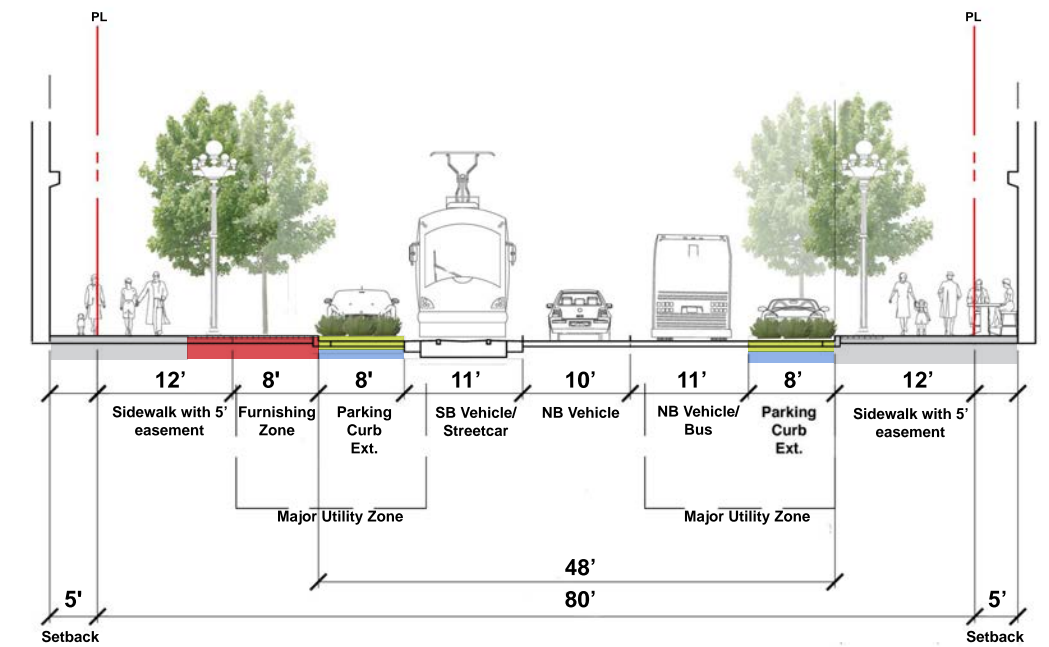 PL
PL
12’
8'
8'
11’
10’
11’
8’
12’
Sidewalk with 5’
easement
Furnishing
Zone
Parking
Curb
Ext.
SB Vehicle/
Streetcar
NB Vehicle
NB Vehicle/
Bus
Parking
Curb
Ext.
Sidewalk with 5’
easement
Major Utility Zone
Major Utility Zone
48’
5'
80’
5’
Setback
Setback